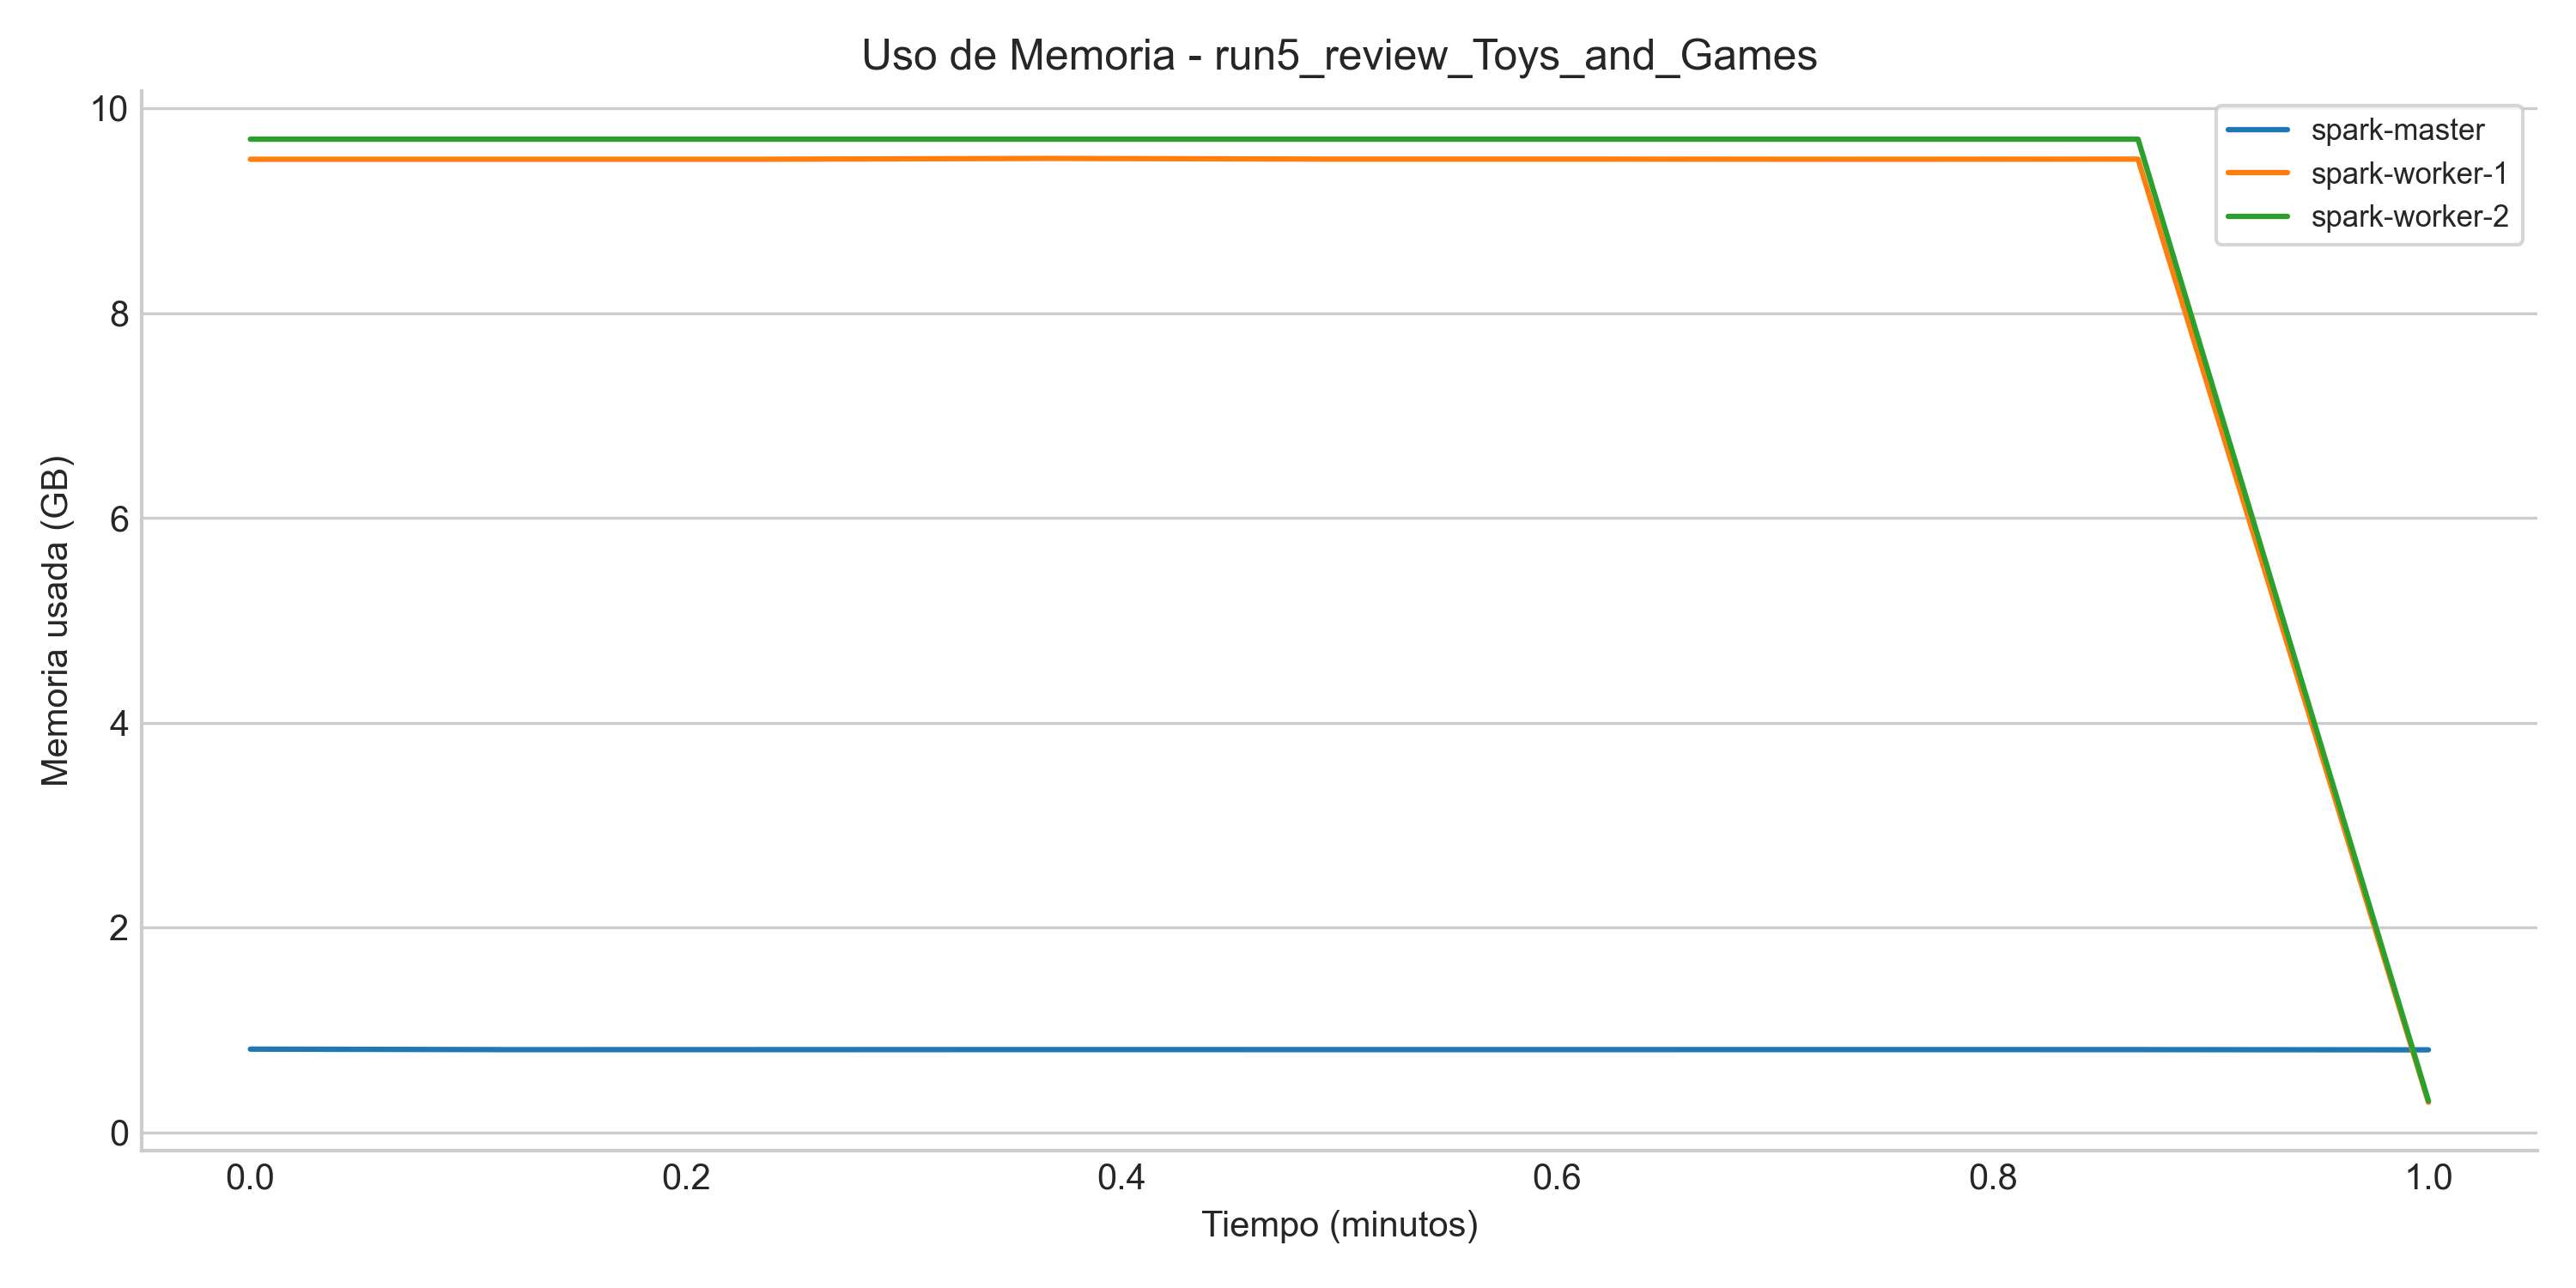 Uso de Memoria - run5_review_Toys_and_Games
10
8
6
4
2
0
Memoria usada (GB)
spark-master
spark-worker-1
spark-worker-2
0.0 0.2 0.4 0.6 0.8 1.0
Tiempo (minutos)